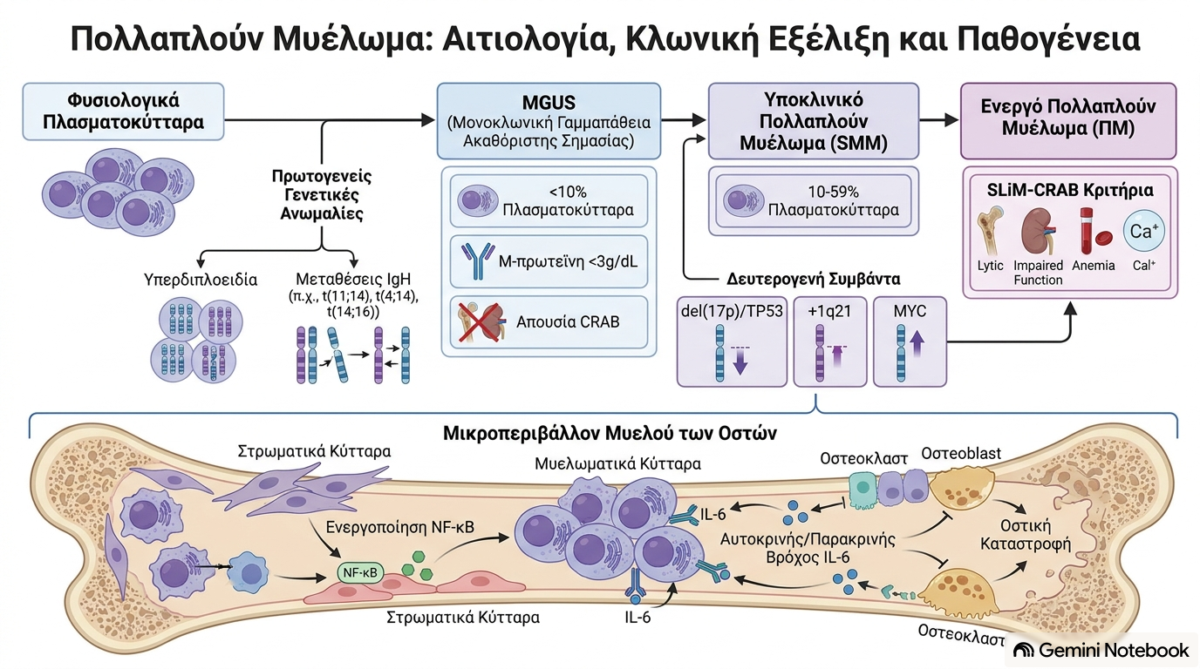 Πολλαπλούν Μυέλωμα: Αιτιολογία, Κλωνική Εξέλιξη και Παθογένεια
Φυσιολογικά
Πλασματοκύτταρα
Πρωτογενείς
Γενετικές
Ανωμαλίες
Υπερδιπλοειδία
Μεταθέσεις IgH
(π.χ., t(11;14), t(4;14),
t(14;16))
MGUS
(Μονοκλωνική Γαμμαπάθεια
Ακαθόριστης Σημασίας)
<10%
Πλασματοκύτταρα
Μ-πρωτεΐνη <3g/dL
Απουσία CRAB
Υποκλινικό
Πολλαπλούν
Μυέλωμα (SMM)
10-59%
Πλασματοκύτταρα
Δευτερογενή Συμβάντα
del(17p)/TP53
+1q21
MYC
Ενεργό Πολλαπλούν
Μυέλωμα (ΠΜ)
SLiM-CRAB Κριτήρια
Ca⁺
Lytic
Impaired
Function
Anemia
Cal⁺
Μικροπεριβάλλον Μυελού των Οστών
Στρωματικά Κύτταρα
Ενεργοποίηση NF-κB
NF-κB
Στρωματικά Κύτταρα
Μυελωματικά Κύτταρα
IL-6
IL-6
Αυτοκρινής/Παρακρινής
Βρόχος IL-6
Οστεοκλαστ
Οστεοblast
Οστική
Καταστροφή
Οστεοκλαστ
Gemini Notebook